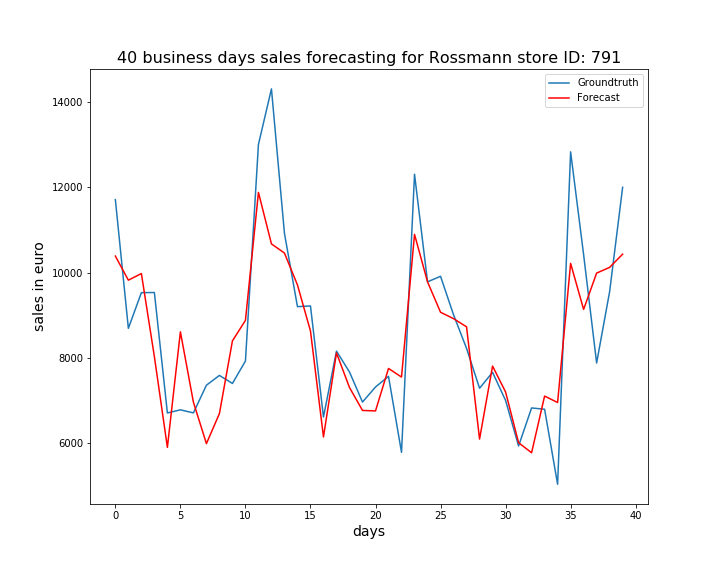 40 business days sales forecasting for Rossmann store ID: 791
Groundtruth
Forecast
14000
12000
10000
8000
6000
sales in euro
0 5 10 15 20 25 30 35 40
days